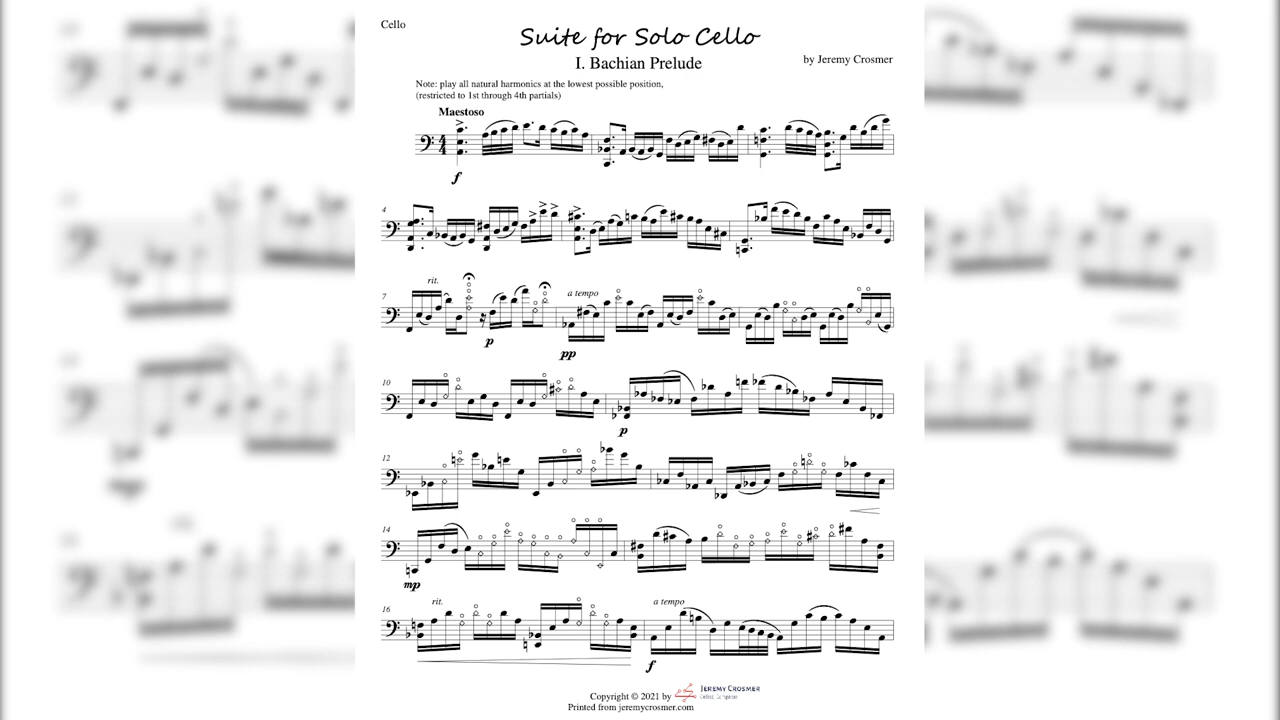 Cello
Suite for Solo Cello
I. Bachian Prelude
by Jeremy Crosmer
Note: play all natural harmonics at the lowest possible position,
(restricted to 1st through 4th partials)
Maestoso
f
4
rit.
a tempo
7
p
pp
10
p
12
14
mp
rit.
a tempo
16
f
Copyright © 2021 by
JEREMY CROSMER
Cellist. Composer
Printed from jeremycrosmer.com